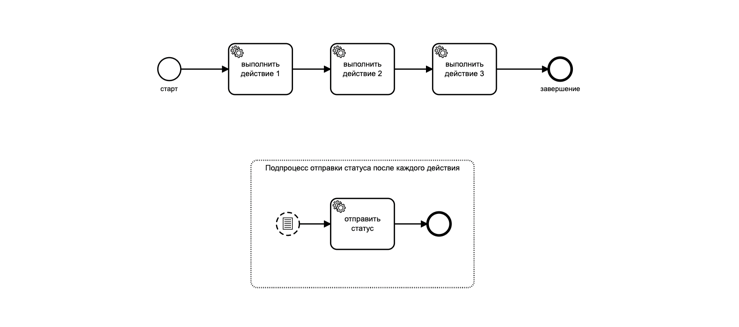 выполнить
действие 1
выполнить
действие 2
выполнить
действие 3
старт
завершение
Подпроцесс отправки статуса после каждого действия
отправить
статус